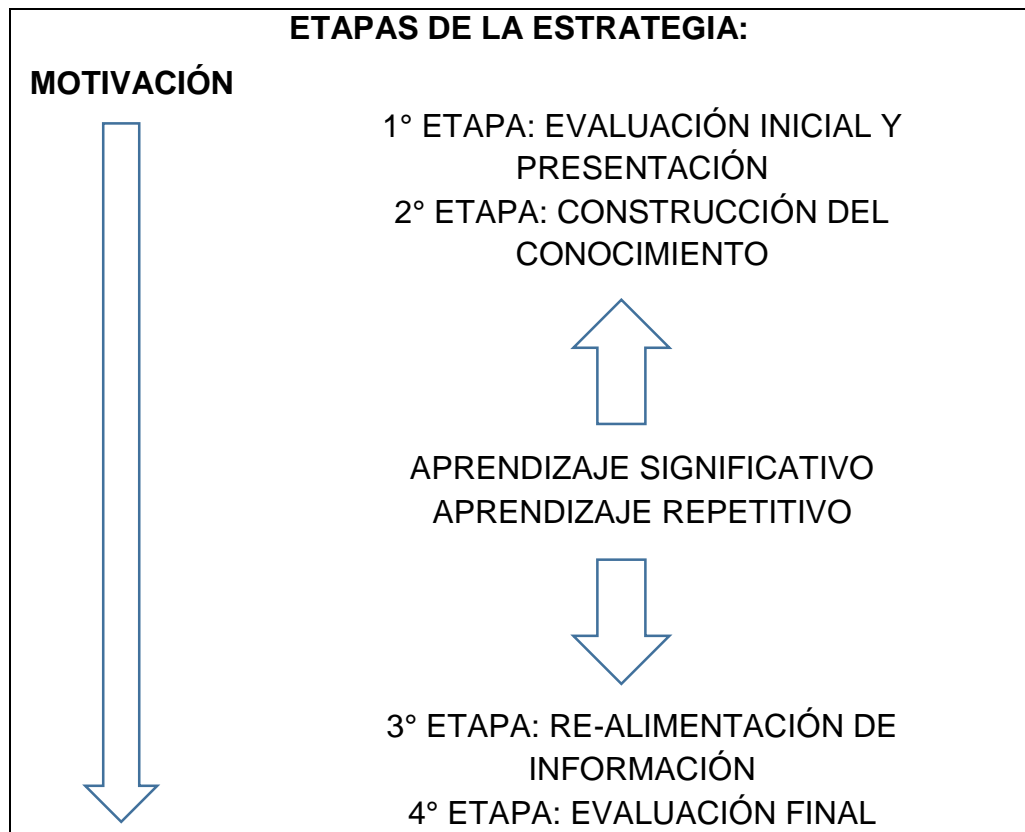 ETAPAS DE LA ESTRATEGIA:
MOTIVACIÓN
1° ETAPA: EVALUACIÓN INICIAL Y
PRESENTACIÓN
2° ETAPA: CONSTRUCCIÓN DEL
CONOCIMIENTO
APRENDIZAJE SIGNIFICATIVO
APRENDIZAJE REPETITIVO
3° ETAPA: RE-ALIMENTACIÓN DE
INFORMACIÓN
4° ETAPA: EVALUACIÓN FINAL